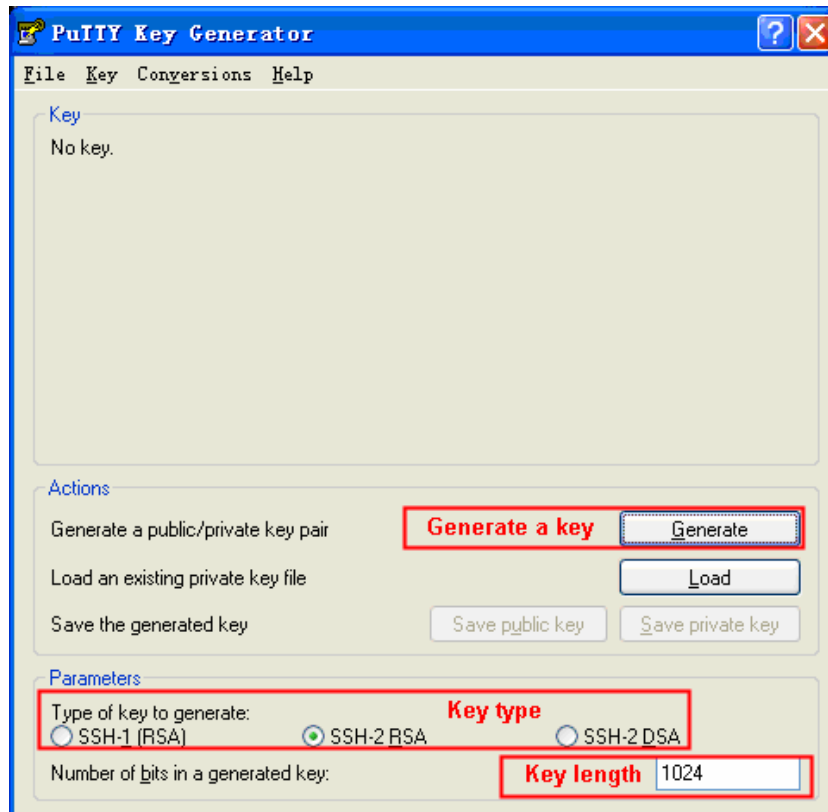 PuTTY Key Generator
File Key Conversions Help
Key
No key.
Actions
Generate a public/private key pair Generate a key Generate
Load an existing private key file Load
Save the generated key Save public key Save private key
Parameters
Type of key to generate: Key type
SSH-1 (RSA) SSH-2 RSA SSH-2 DSA
Number of bits in a generated key: Key length 1024